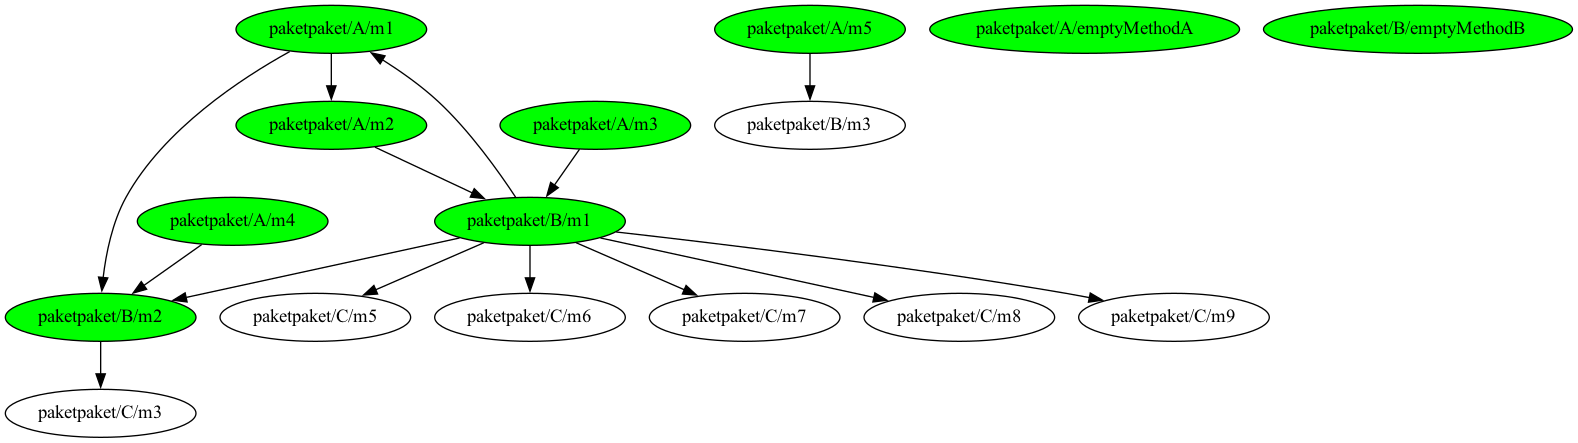 paketpaket/A/m1
paketpaket/A/m5
paketpaket/A/emptyMethodA
paketpaket/B/emptyMethodB
paketpaket/A/m2
paketpaket/A/m3
paketpaket/B/m3
paketpaket/A/m4
paketpaket/B/m1
paketpaket/B/m2
paketpaket/C/m5
paketpaket/C/m6
paketpaket/C/m7
paketpaket/C/m8
paketpaket/C/m9
paketpaket/C/m3